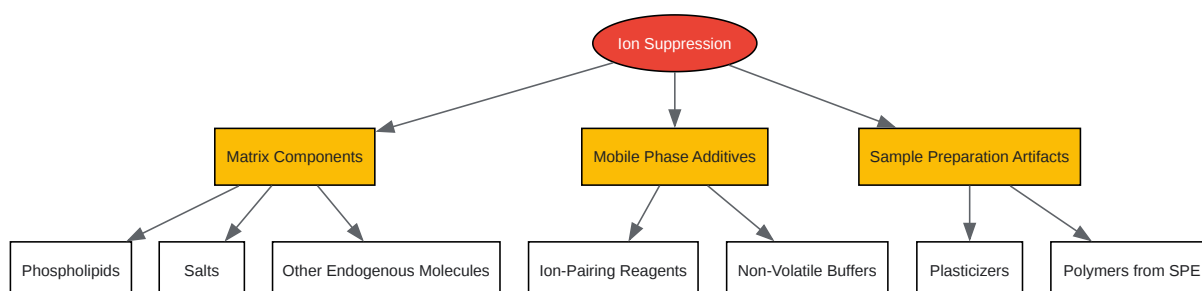 Ion Suppression
Matrix Components
Mobile Phase Additives
Sample Preparation Artifacts
Phospholipids
Salts
Other Endogenous Molecules
Ion-Pairing Reagents
Non-Volatile Buffers
Plasticizers
Polymers from SPE